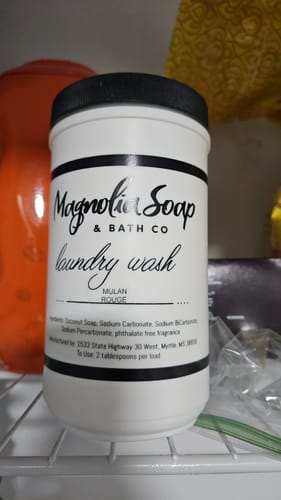 Magnolia Soap
& BATH CO
laundry wash
MULAN
ROUGE
Ingredients: Coconut Soap, Sodium Carbonate, Sodium BiCarbonate
Sodium Percarbonate, phthalate free fragrance
Manufactured by: 1533 State Highway 30 West, Myrtle, MS 38650
To Use: 2 tablespoons per load